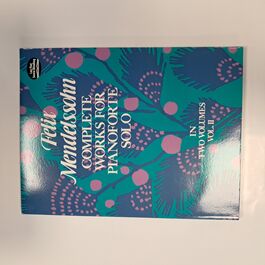 Felix
Mendelssohn
COMPLETE
WORKS FOR
PIANOFORTE
SOLO
IN
TWO VOLUMES
VOL. II